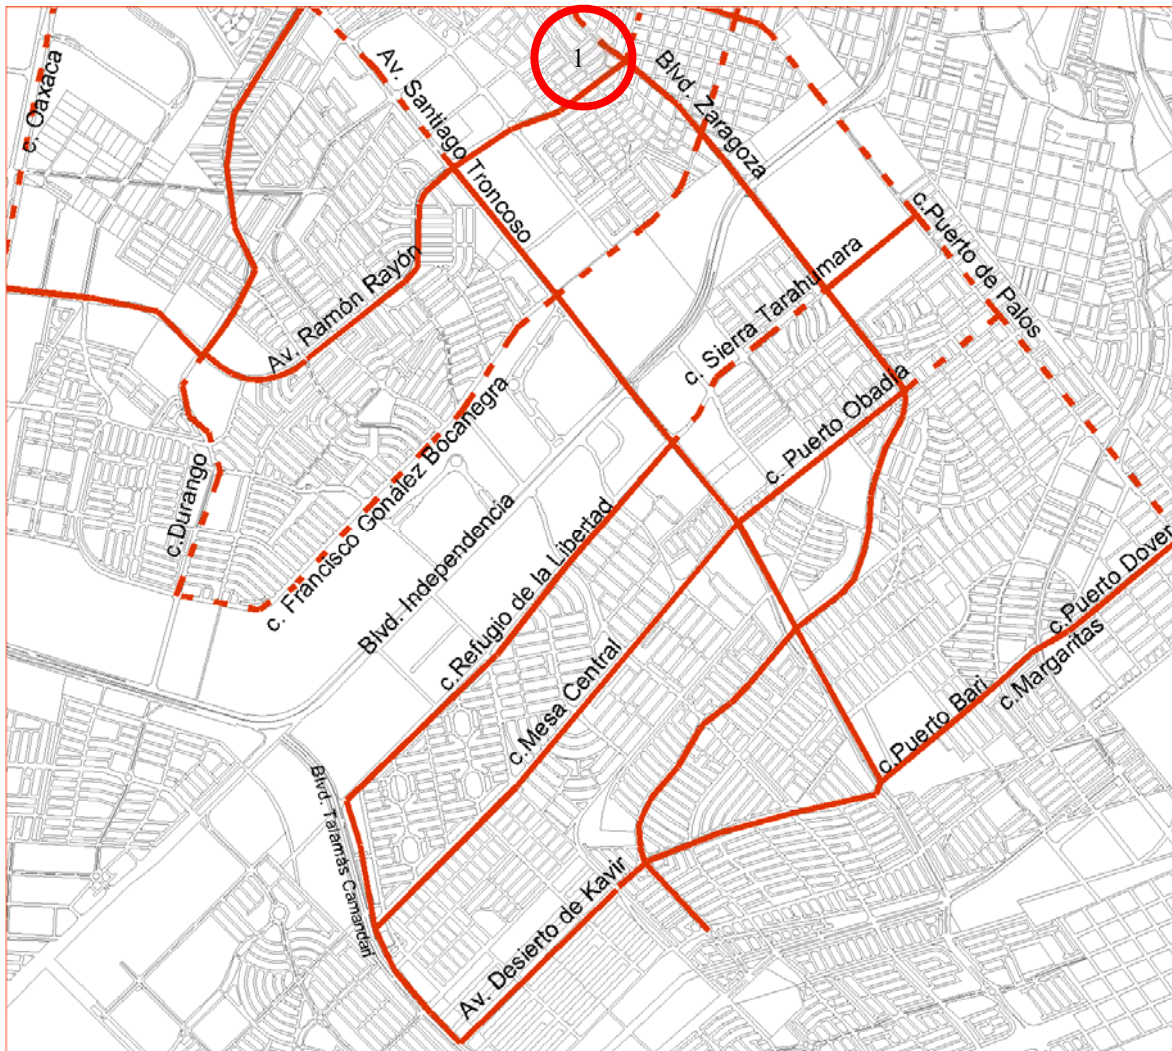 1
c. Oaxaca
Av. Santiago Troncoso
Blvd. Zaragoza
c.Puerto de Palos
c. Sierra Tarahumara
Av. Ramón Rayón
c. Puerto Obadía
c. Francisco Gonález Bocanegra
c.Durango
Blvd. Independencia
c.Refugio de la Libertad
c.Mesa Central
c.Puerto Dover
c.Margaritas
c.Puerto Bari
Blvd. Talamás Camandari
Av. Desierto de Kavir